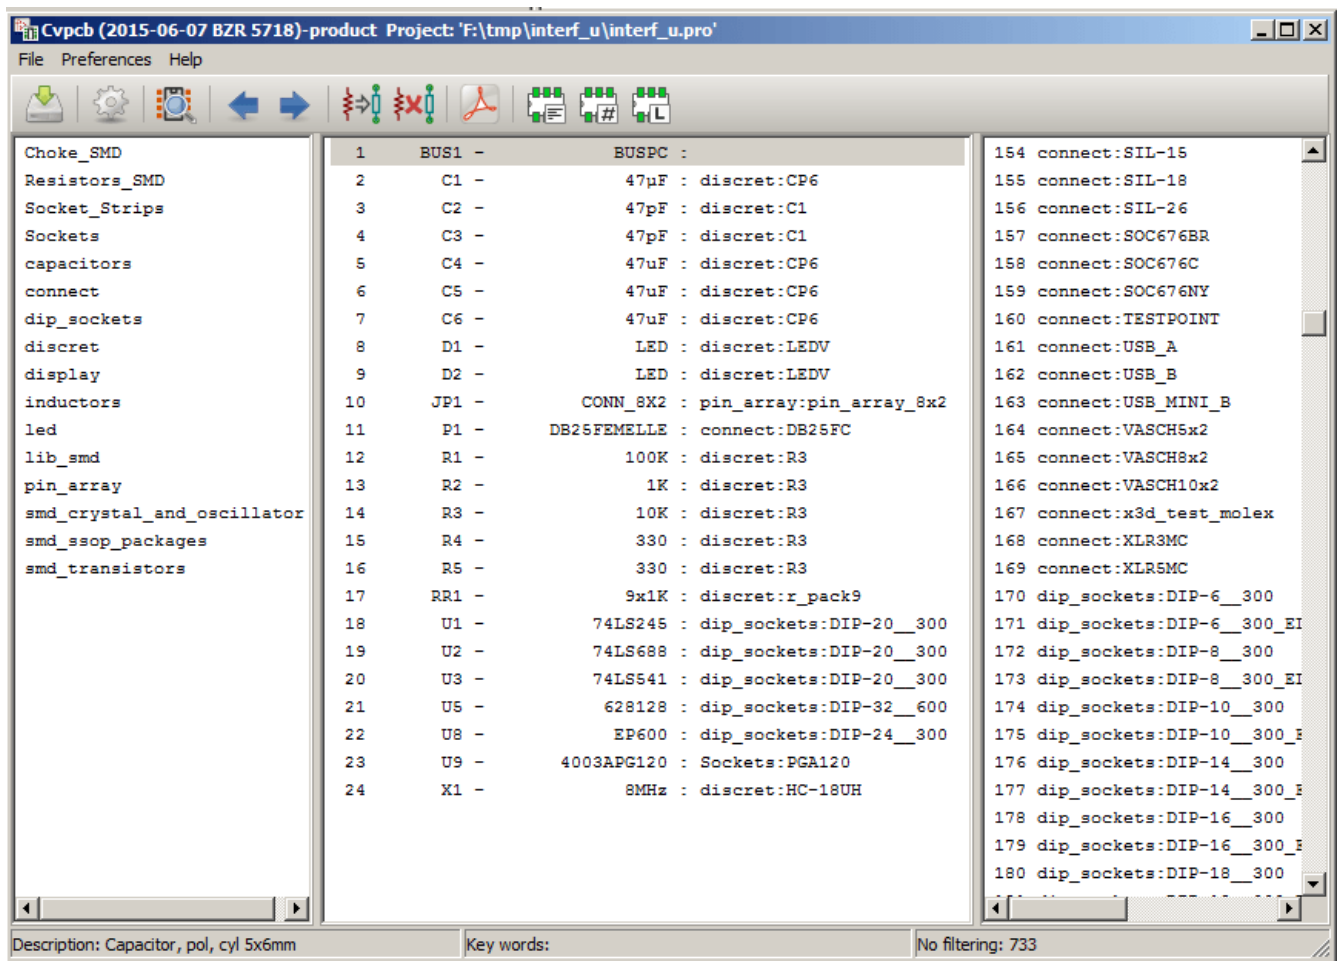 Cvpcb (2015-06-07 BZR 5718)-product Project: 'F:\tmp\interf_u\interf_u.pro'
File Preferences Help
Choke_SMD
Resistors_SMD
Socket_Strips
Sockets
capacitors
connect
dip_sockets
discret
display
inductors
led
lib_smd
pin_array
smd_crystal_and_oscillator
smd_ssop_packages
smd_transistors
1 BUS1 - BUSPC :
2 C1 - 47µF : discret:CP6
3 C2 - 47pF : discret:C1
4 C3 - 47pF : discret:C1
5 C4 - 47uF : discret:CP6
6 C5 - 47uF : discret:CP6
7 C6 - 47uF : discret:CP6
8 D1 - LED : discret:LEDV
9 D2 - LED : discret:LEDV
10 JP1 - CONN_8X2 : pin_array:pin_array_8x2
11 P1 - DB25FEMELLE : connect:DB25FC
12 R1 - 100K : discret:R3
13 R2 - 1K : discret:R3
14 R3 - 10K : discret:R3
15 R4 - 330 : discret:R3
16 R5 - 330 : discret:R3
17 RR1 - 9x1K : discret:r_pack9
18 U1 - 74LS245 : dip_sockets:DIP-20__300
19 U2 - 74LS688 : dip_sockets:DIP-20__300
20 U3 - 74LS541 : dip_sockets:DIP-20__300
21 U5 - 628128 : dip_sockets:DIP-32__600
22 U8 - EP600 : dip_sockets:DIP-24__300
23 U9 - 4003APG120 : Sockets:PGA120
24 X1 - 8MHz : discret:HC-18UH
154 connect:SIL-15
155 connect:SIL-18
156 connect:SIL-26
157 connect:SOC676BR
158 connect:SOC676C
159 connect:SOC676NY
160 connect:TESTPOINT
161 connect:USB_A
162 connect:USB_B
163 connect:USB_MINI_B
164 connect:VASCH5x2
165 connect:VASCH8x2
166 connect:VASCH10x2
167 connect:x3d_test_molex
168 connect:XLR3MC
169 connect:XLR5MC
170 dip_sockets:DIP-6__300
171 dip_sockets:DIP-6__300_
172 dip_sockets:DIP-8__300
173 dip_sockets:DIP-8__300_
174 dip_sockets:DIP-10__300
175 dip_sockets:DIP-10__300_
176 dip_sockets:DIP-14__300
177 dip_sockets:DIP-14__300_
178 dip_sockets:DIP-16__300
179 dip_sockets:DIP-16__300_
180 dip_sockets:DIP-18__300
Description: Capacitor, pol, cyl 5x6mm
Key words:
No filtering: 733